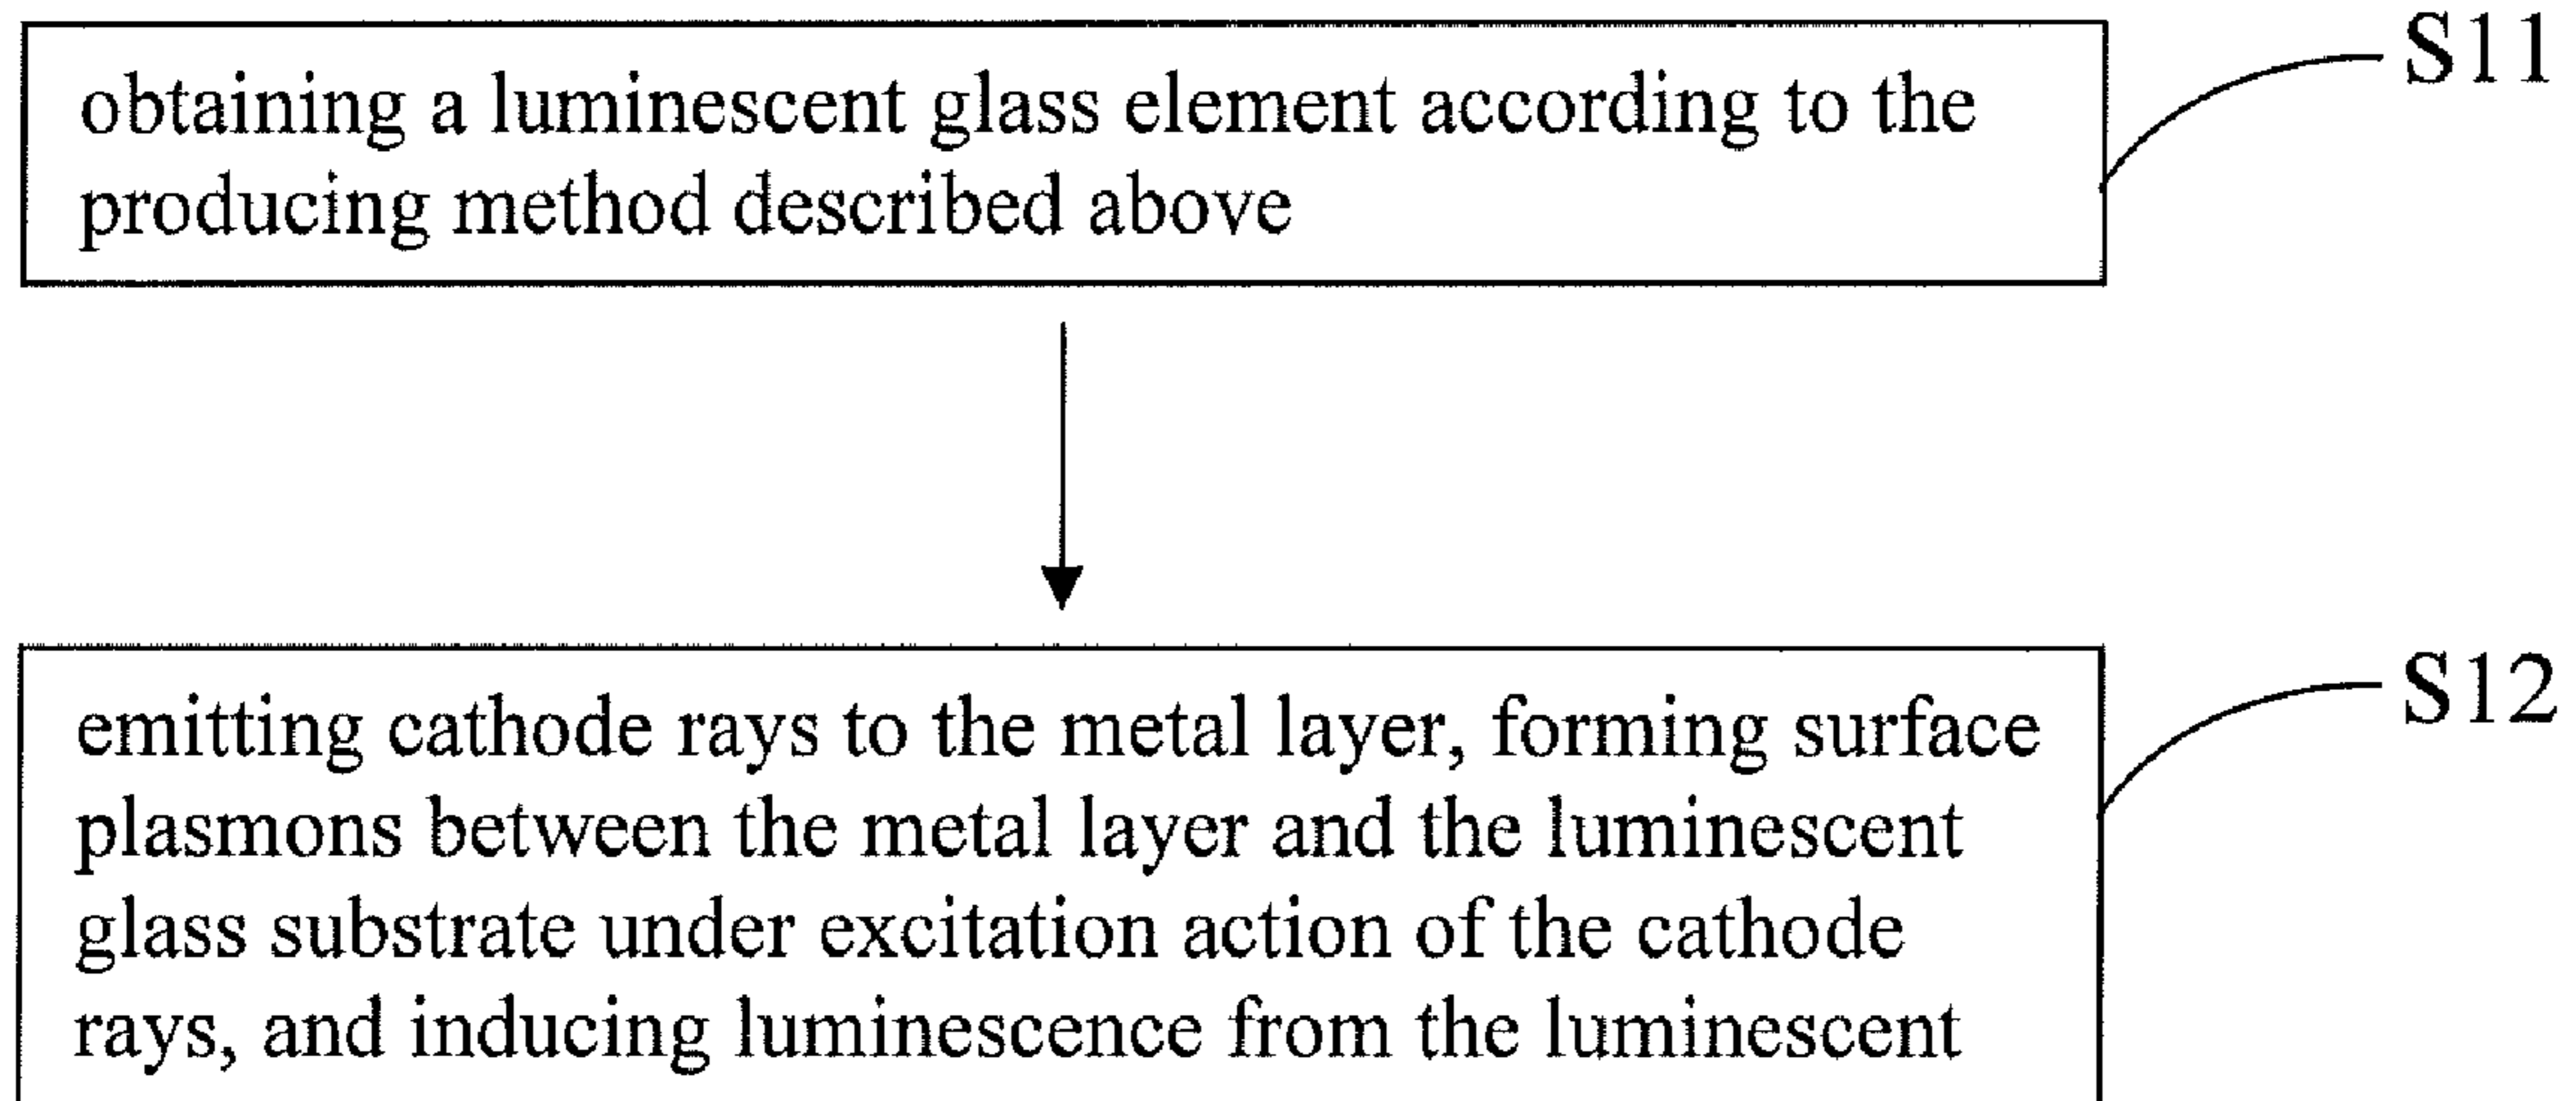 obtaining a luminescent glass element according to the
producing method described above
S11
emitting cathode rays to the metal layer, forming surface
plasmons between the metal layer and the luminescent
glass substrate under excitation action of the cathode
rays, and inducing luminescence from the luminescent
S12